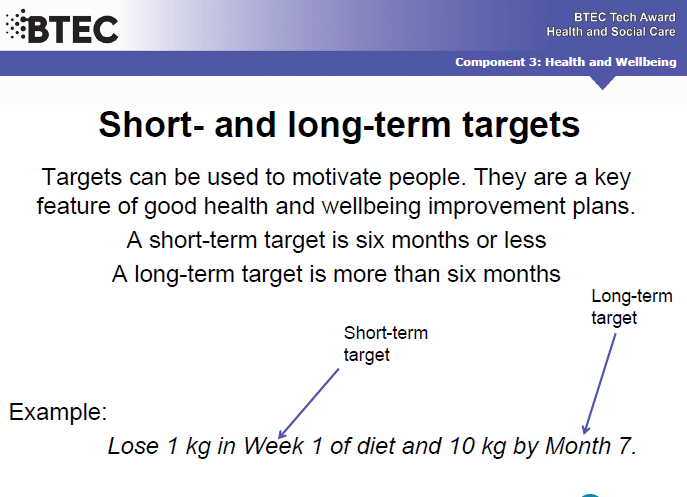 BTEC
BTEC Tech Award
Health and Social Care
Component 3: Health and Wellbeing
Short- and long-term targets
Targets can be used to motivate people. They are a key
feature of good health and wellbeing improvement plans.
A short-term target is six months or less
A long-term target is more than six months
Long-term
target
Short-term
target
Example:
Lose 1 kg in Week 1 of diet and 10 kg by Month 7.